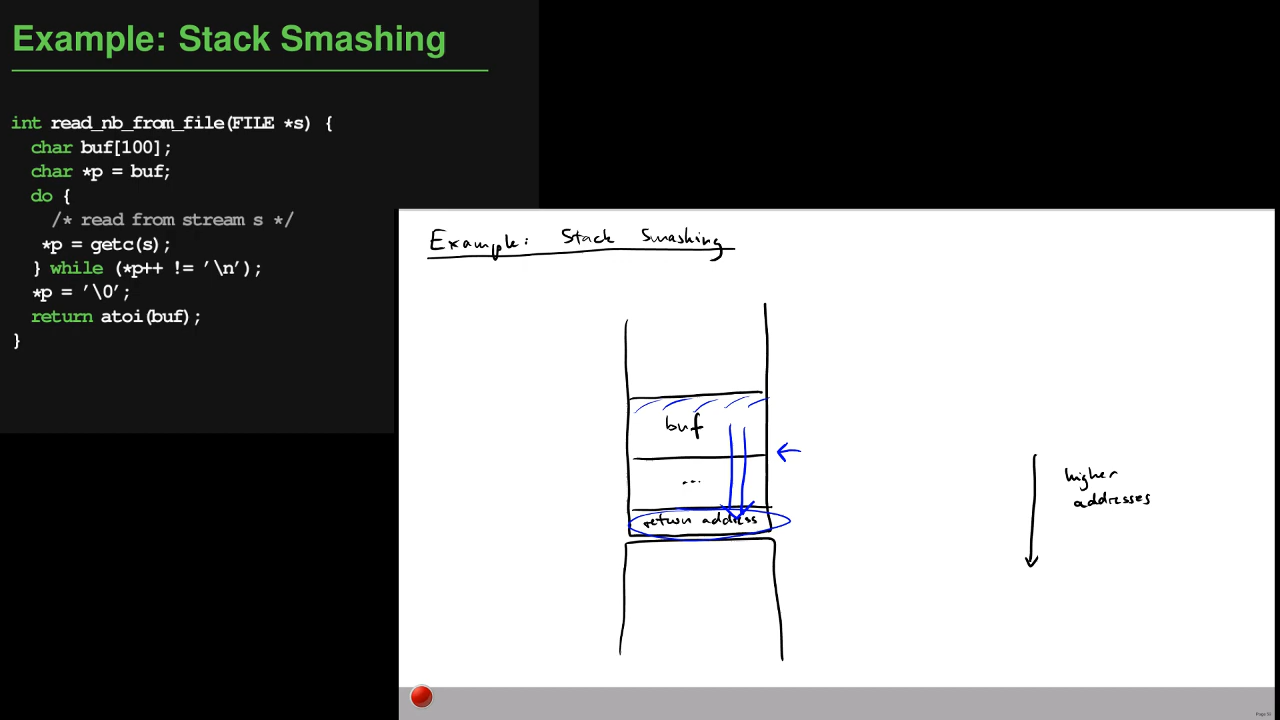 Example: Stack Smashing
int read_nb_from_file(FILE *s) {
char buf[100];
char *p = buf;
do {
/* read from stream s */
*p = getc(s);
} while (*p++ != '\n');
*p = '\0';
return atoi(buf);
}
Example: Stack Smashing
buf
...
return address
higher
addresses